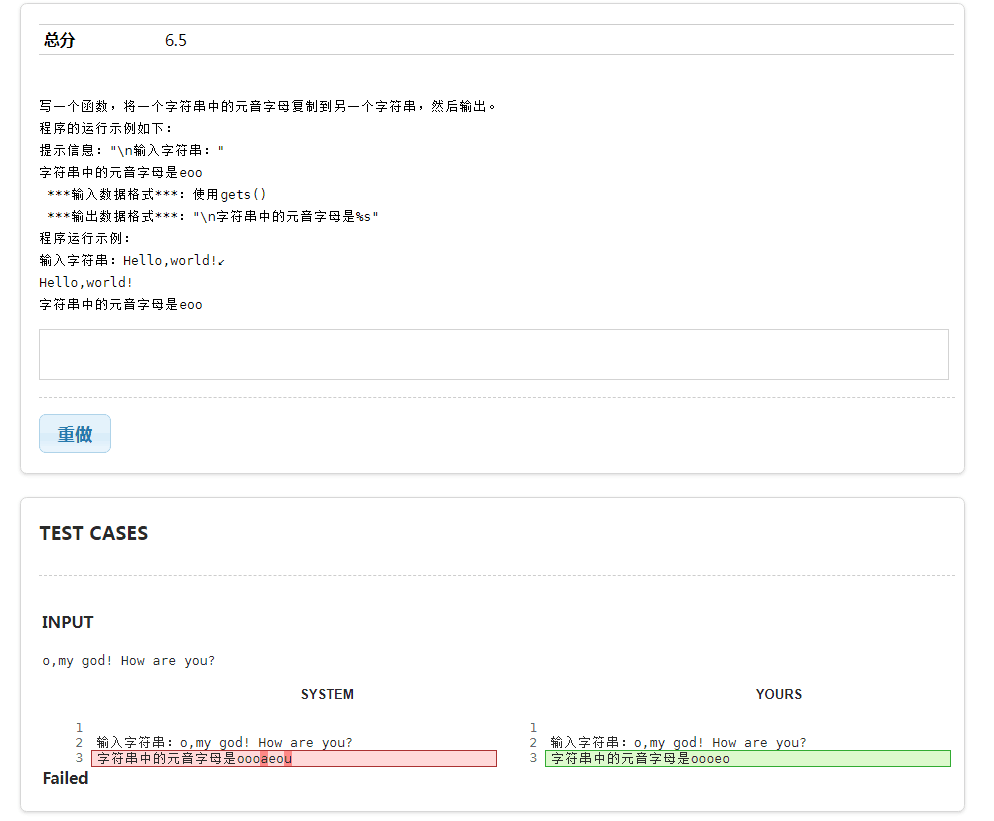 总分 6.5
写一个函数，将一个字符串中的元音字母复制到另一个字符串，然后输出。
程序的运行示例如下：
提示信息："\n输入字符串："
字符串中的元音字母是eoo
***输入数据格式***：使用gets()
***输出数据格式***："\n字符串中的元音字母是%s"
程序运行示例：
输入字符串：Hello,world!↙
Hello,world!
字符串中的元音字母是eoo
重做
TEST CASES
INPUT
o,my god! How are you?
SYSTEM YOURS
1 1
2 输入字符串：o,my god! How are you? 2 输入字符串：o,my god! How are you?
3 字符串中的元音字母是oooaeou 3 字符串中的元音字母是oooeo
Failed